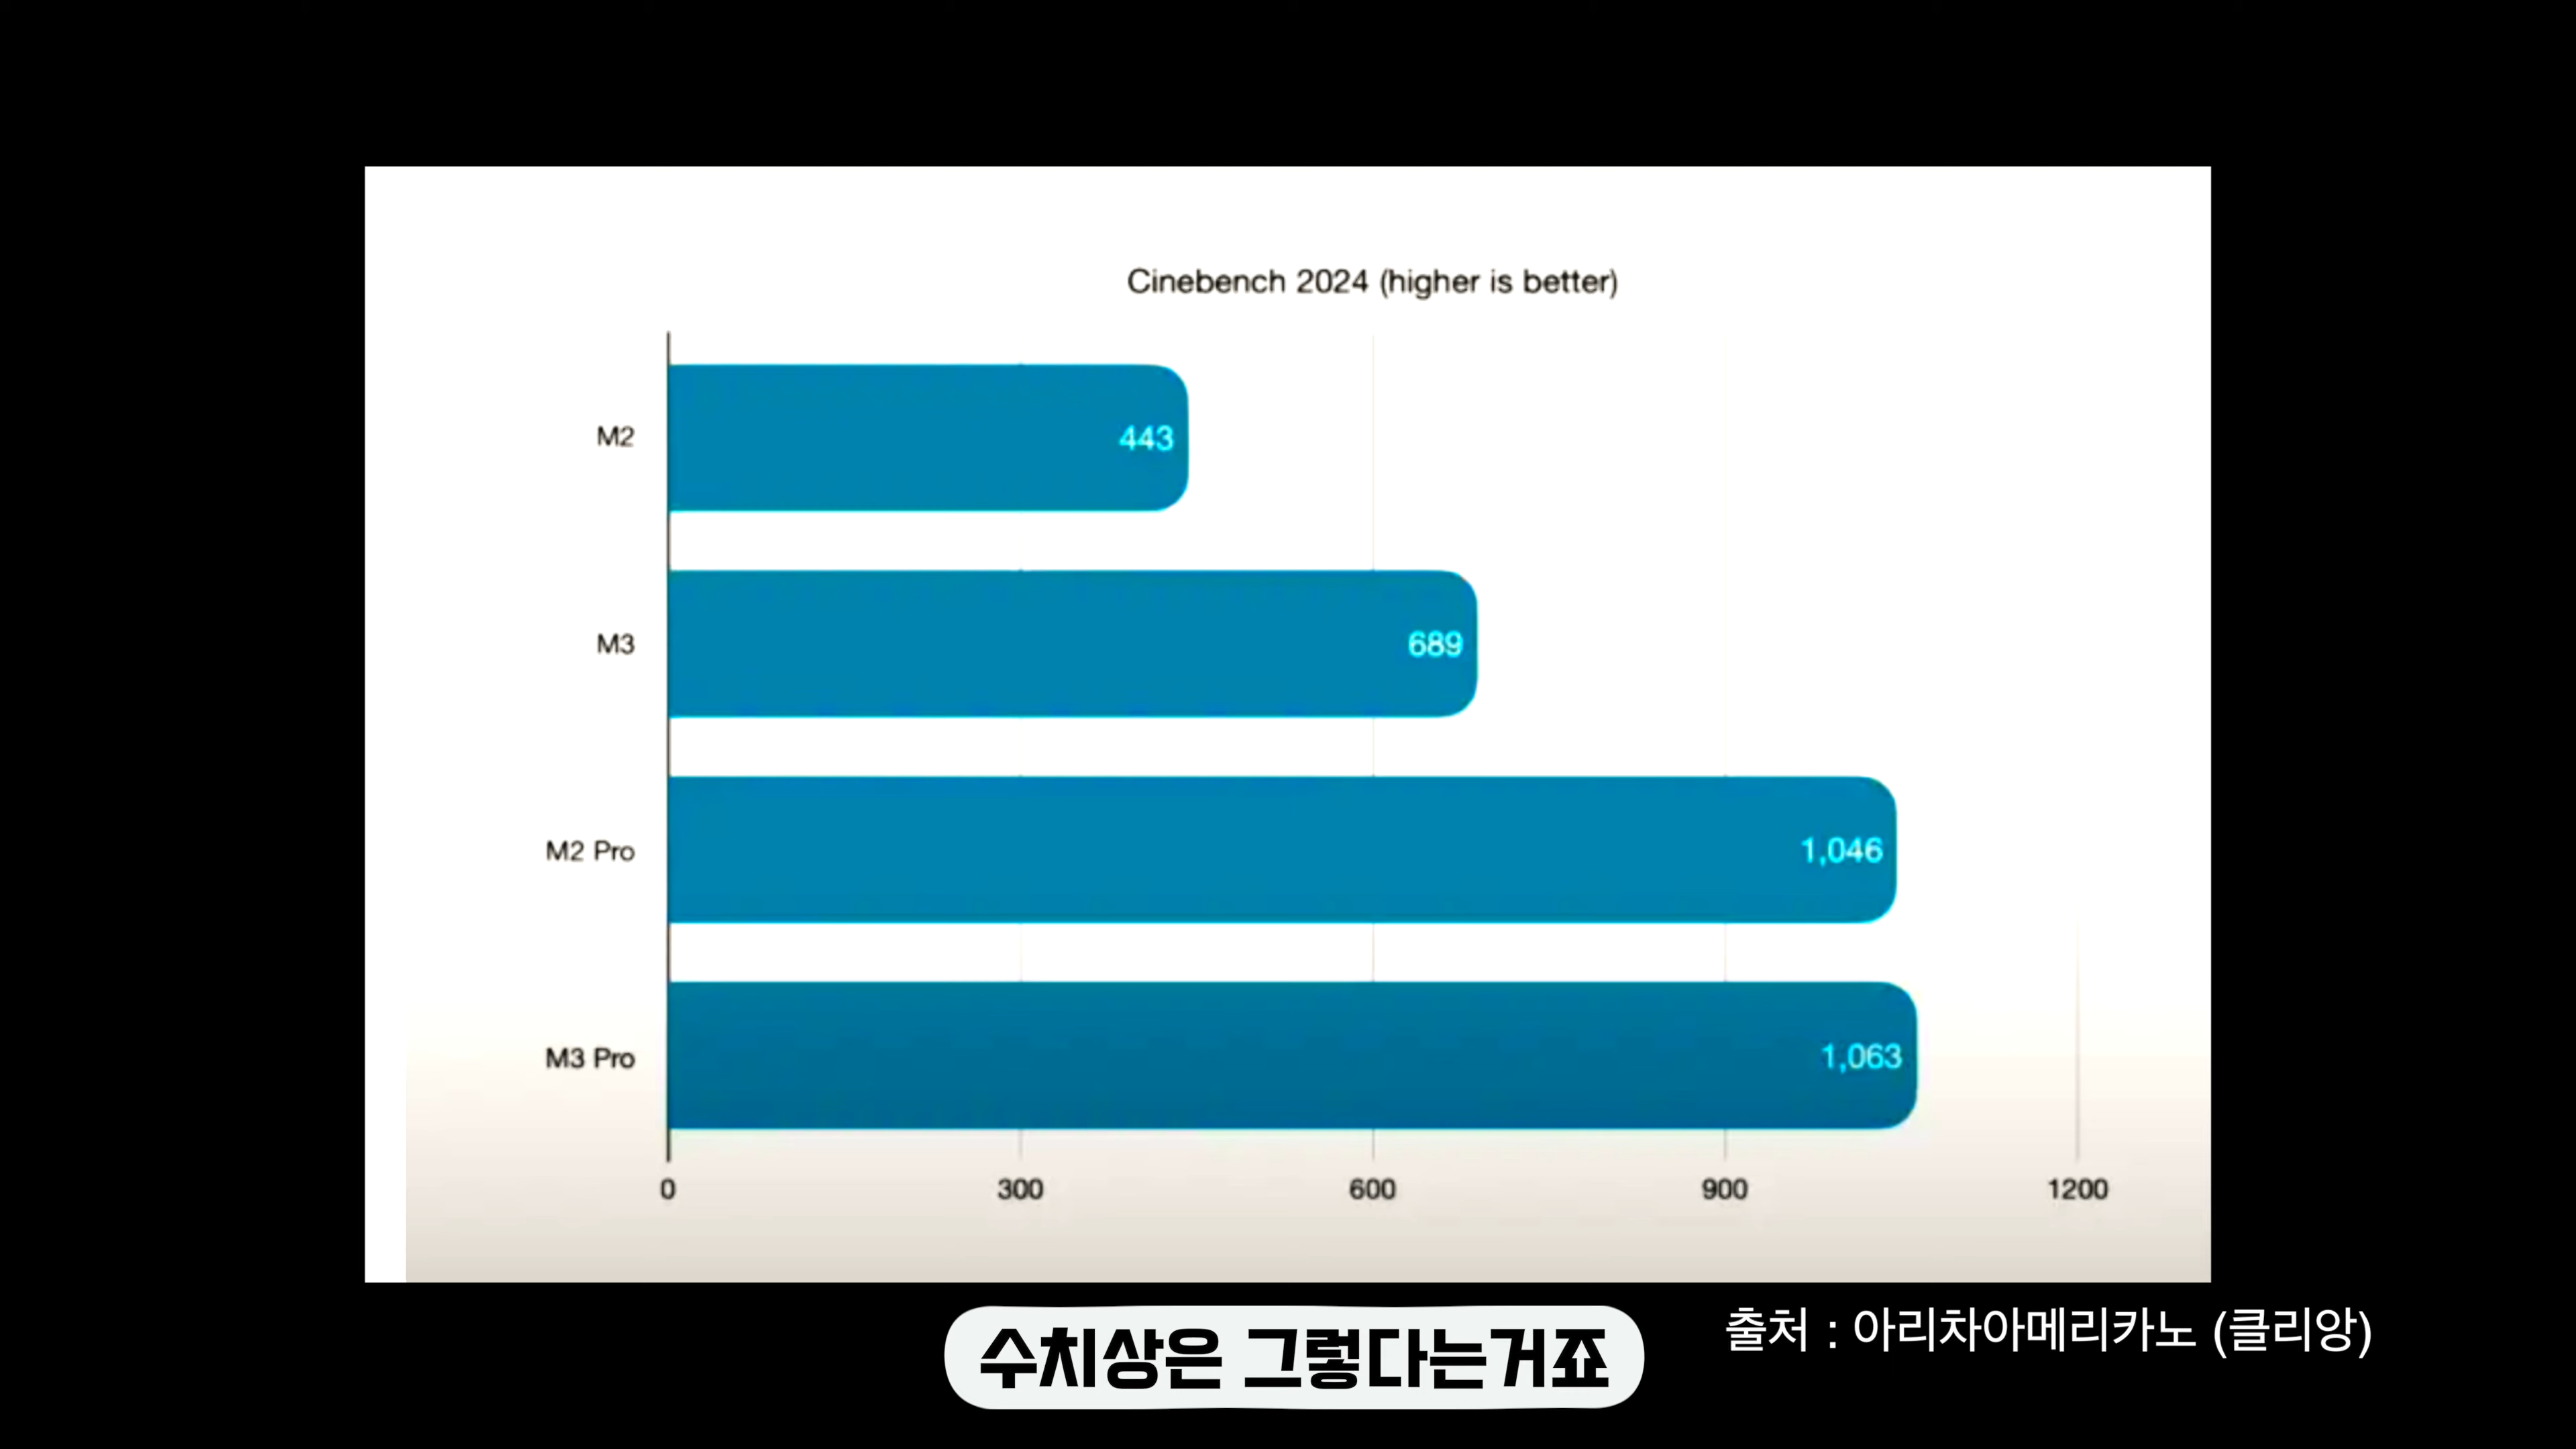 Cinebench 2024 (higher is better)
M2
443
M3
689
M2 Pro
1,046
M3 Pro
1,063
0 300 600 900 1200
출처 : 아리차아메리카노 (클리앙)
수치상은 그렇다는거죠